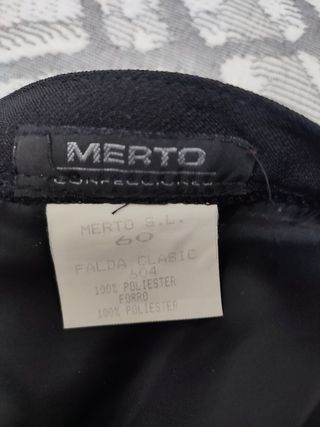 MERTO
CONFECCIONES
MERTO S.L.
60
FALDA CLASIC
604
100% POLIESTER
FORRO
100% POLIESTER